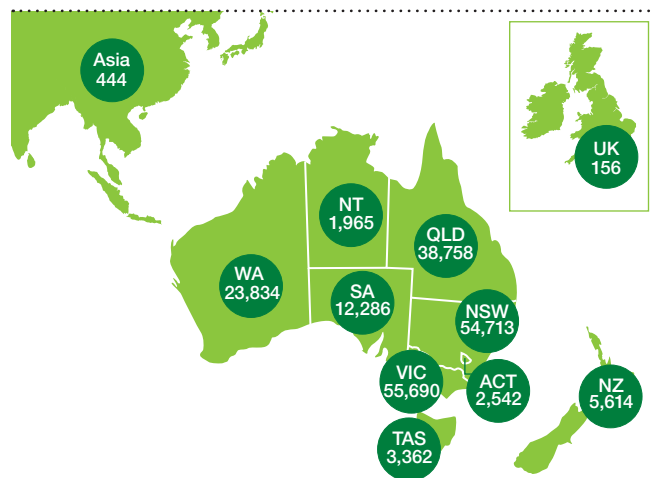 Asia
444
UK
156
NT
1,965
QLD
38,758
WA
23,834
SA
12,286
NSW
54,713
VIC
55,690
ACT
2,542
NZ
5,614
TAS
3,362